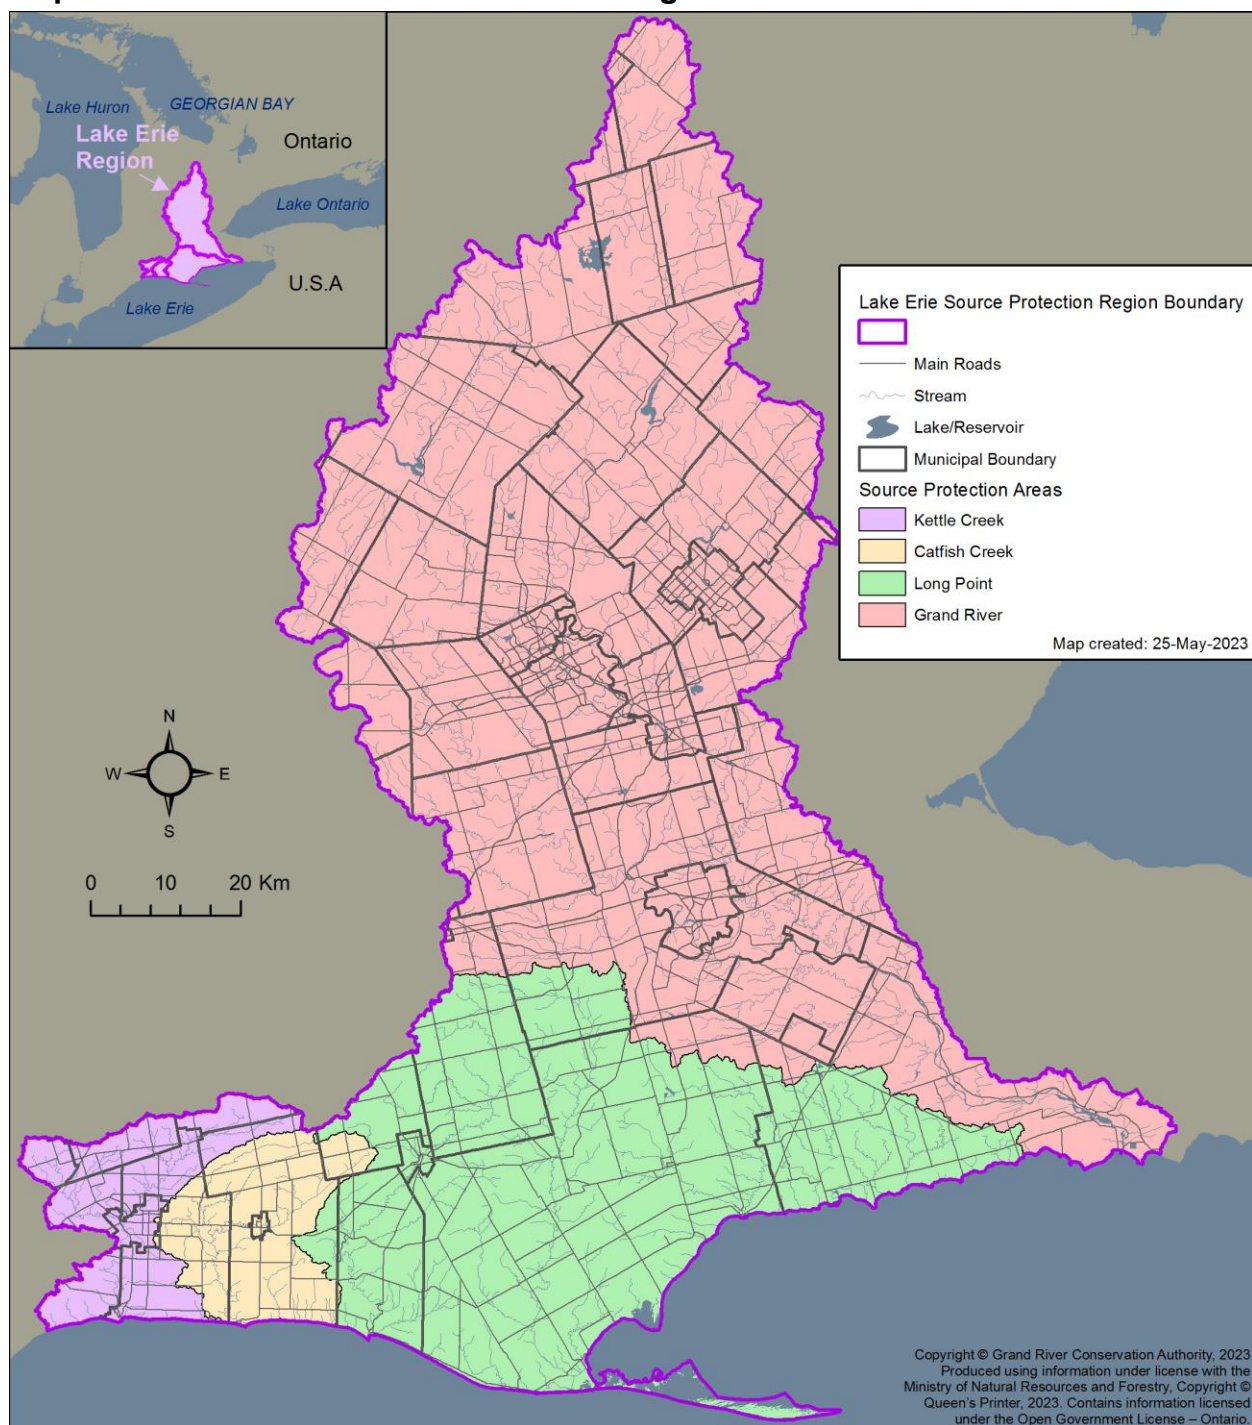 Lake Huron
GEORGIAN BAY
Lake Erie
Region
Ontario
Lake Ontario
U.S.A
Lake Erie
Lake Erie Source Protection Region Boundary
Main Roads
Stream
Lake/Reservoir
Municipal Boundary
Source Protection Areas
Kettle Creek
Catfish Creek
Long Point
Grand River
Map created: 25-May-2023
N
W E
S
0 10 20 Km
Copyright © Grand River Conservation Authority, 2023
Produced using information under license with the
Ministry of Natural Resources and Forestry, Copyright ©
Queen's Printer, 2023. Contains information licensed
under the Open Government License – Ontario.